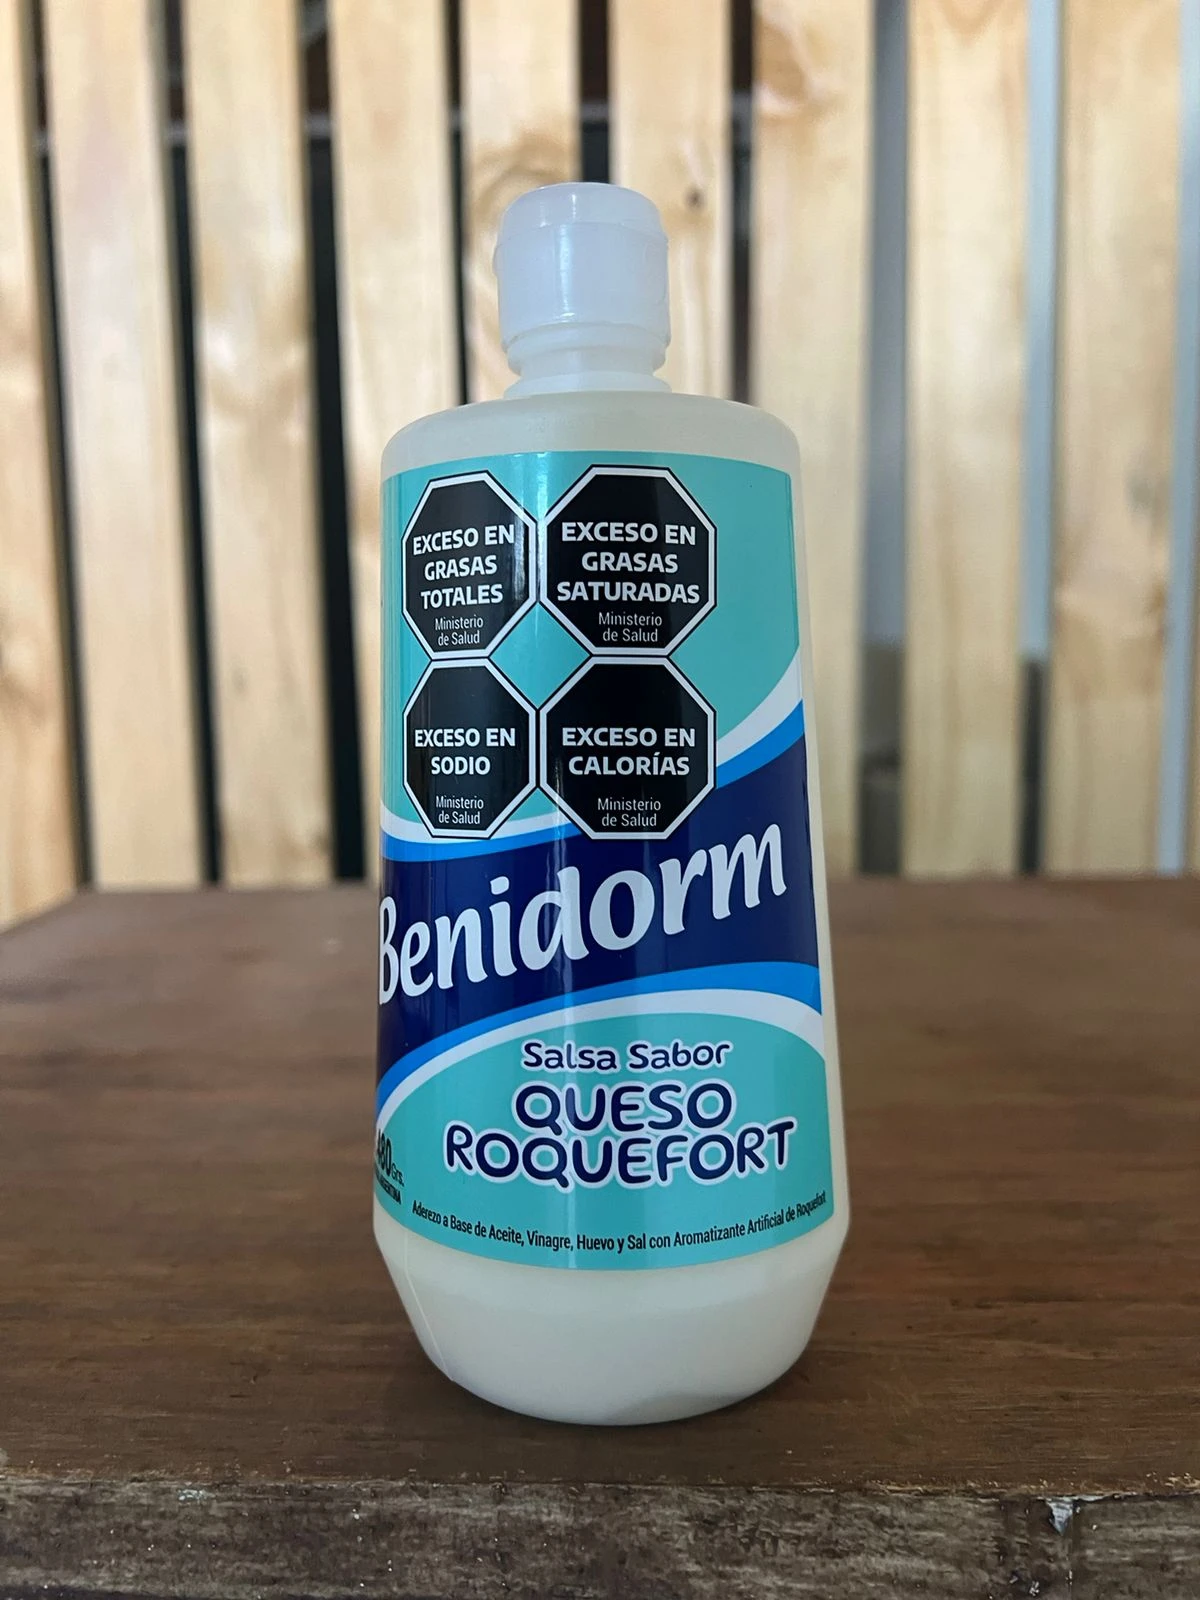 EXCESO EN
GRASAS
TOTALES
Ministerio
de Salud
EXCESO EN
GRASAS
SATURADAS
Ministerio
de Salud
EXCESO EN
SODIO
Ministerio
de Salud
EXCESO EN
CALORÍAS
Ministerio
de Salud
Benidorm
Salsa Sabor
QUESO
ROQUEFORT
Grs.
Aderezo a Base de Aceite, Vinagre, Huevo y Sal con Aromatizante Artificial de Roquefort